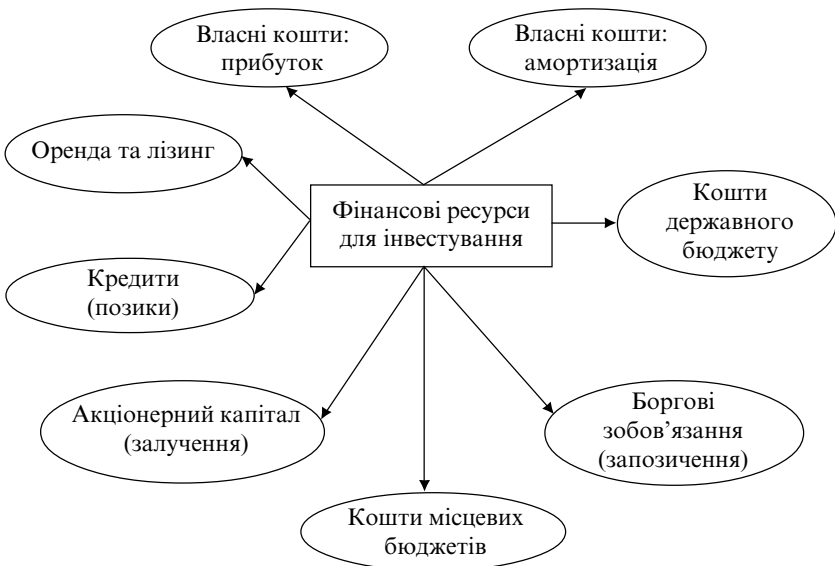 Власні кошти:
прибуток
Власні кошти:
амортизація
Оренда та лізинг
Фінансові ресурси
для інвестування
Кошти
державного
бюджету
Кредити
(позики)
Акціонерний капітал
(залучення)
Боргові
зобов’язання
(запозичення)
Кошти місцевих
бюджетів